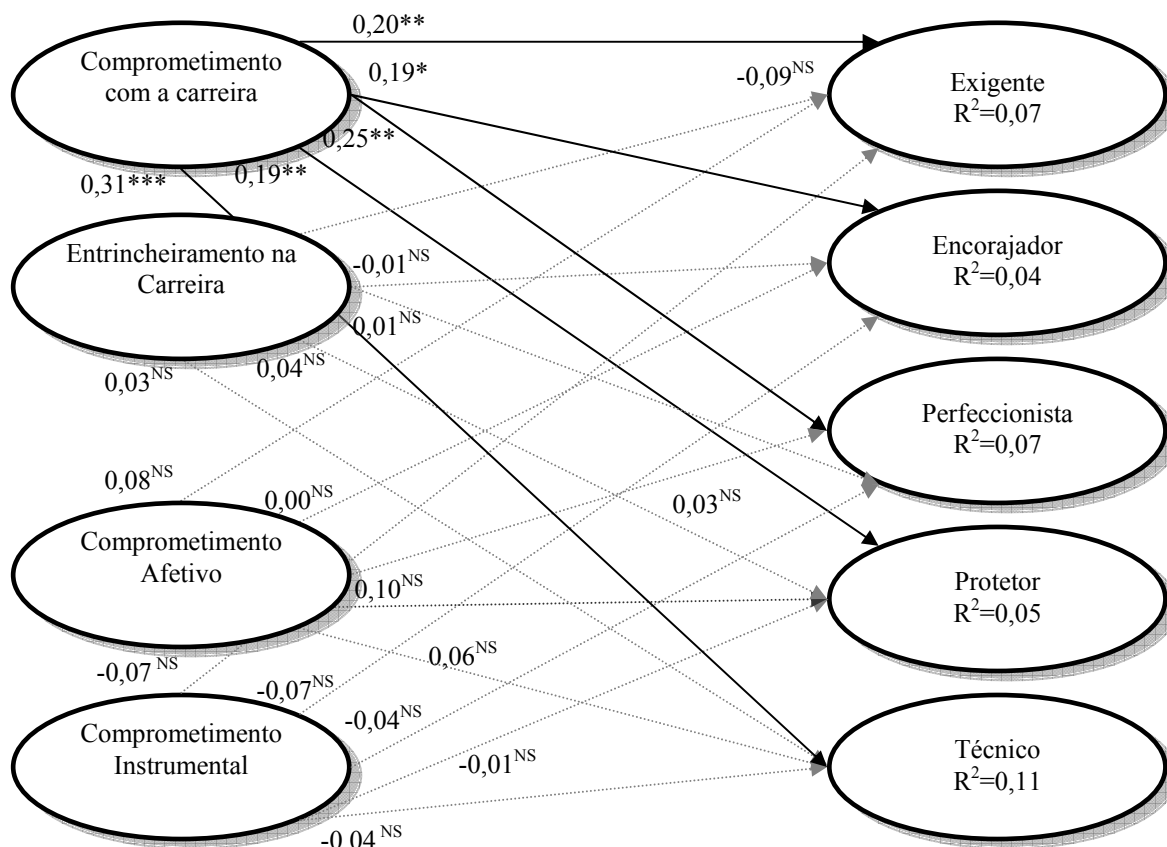 0,20**
Comprometimento
com a carreira
0,19*
-0,09^NS
Exigente
R²=0,07
0,25**
0,19**
0,31***
Entrincheiramento na
Carreira
-0,01^NS
Encorajador
R²=0,04
0,01^NS
0,04^NS
0,03^NS
Perfeccionista
R²=0,07
0,08^NS
0,00^NS
0,03^NS
Comprometimento
Afetivo
0,10^NS
Protetor
R²=0,05
-0,07^NS
0,06^NS
-0,07^NS
-0,04^NS
Comprometimento
Instrumental
-0,01^NS
Técnico
R²=0,11
-0,04^NS